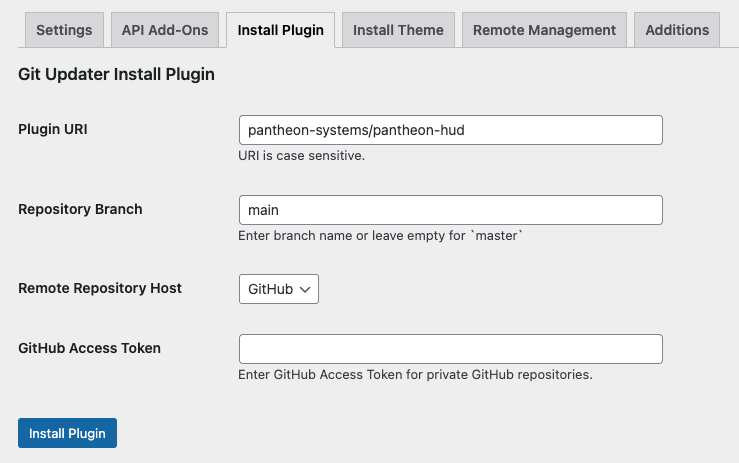 Settings API Add-Ons Install Plugin Install Theme Remote Management Additions
Git Updater Install Plugin
Plugin URI pantheon-systems/pantheon-hud
URI is case sensitive.
Repository Branch main
Enter branch name or leave empty for `master`
Remote Repository Host GitHub
GitHub Access Token
Enter GitHub Access Token for private GitHub repositories.
Install Plugin